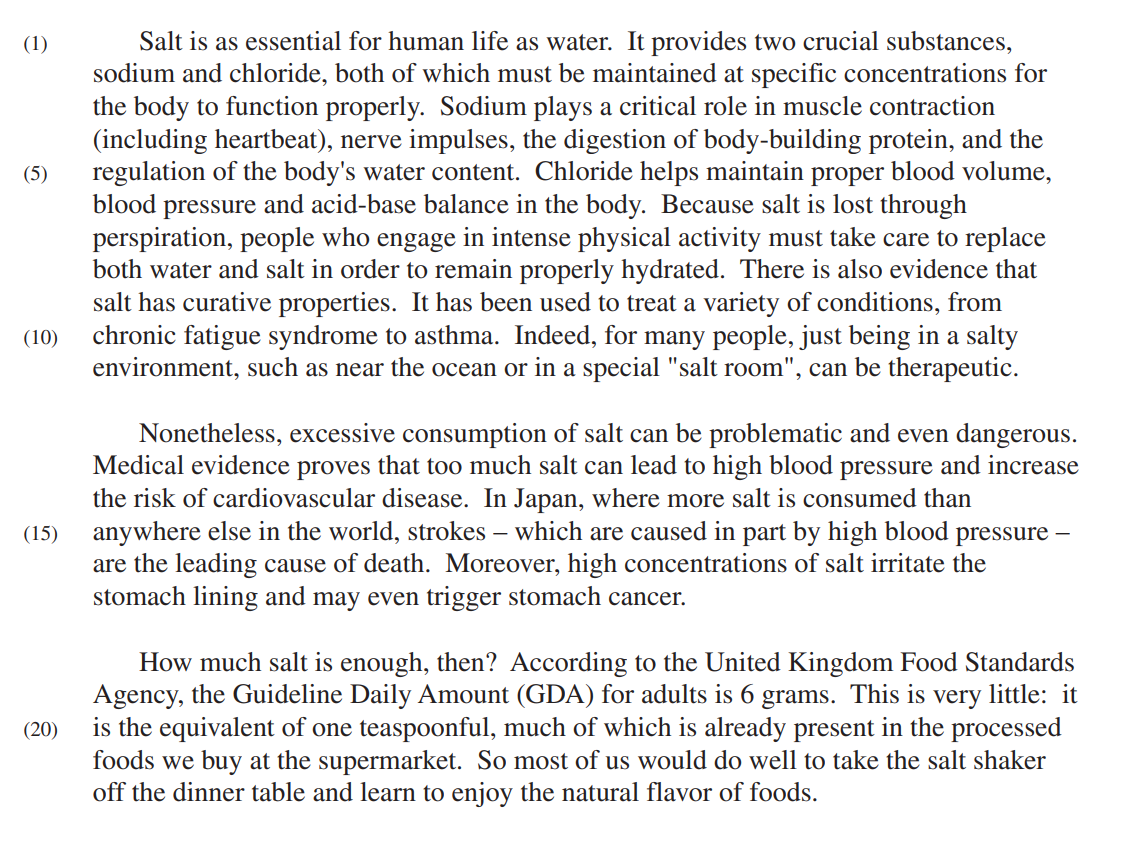 (1) Salt is as essential for human life as water. It provides two crucial substances,
sodium and chloride, both of which must be maintained at specific concentrations for
the body to function properly. Sodium plays a critical role in muscle contraction
(including heartbeat), nerve impulses, the digestion of body-building protein, and the
(5) regulation of the body's water content. Chloride helps maintain proper blood volume,
blood pressure and acid-base balance in the body. Because salt is lost through
perspiration, people who engage in intense physical activity must take care to replace
both water and salt in order to remain properly hydrated. There is also evidence that
salt has curative properties. It has been used to treat a variety of conditions, from
(10) chronic fatigue syndrome to asthma. Indeed, for many people, just being in a salty
environment, such as near the ocean or in a special "salt room", can be therapeutic.
Nonetheless, excessive consumption of salt can be problematic and even dangerous.
Medical evidence proves that too much salt can lead to high blood pressure and increase
the risk of cardiovascular disease. In Japan, where more salt is consumed than
(15) anywhere else in the world, strokes – which are caused in part by high blood pressure –
are the leading cause of death. Moreover, high concentrations of salt irritate the
stomach lining and may even trigger stomach cancer.
How much salt is enough, then? According to the United Kingdom Food Standards
Agency, the Guideline Daily Amount (GDA) for adults is 6 grams. This is very little: it
(20) is the equivalent of one teaspoonful, much of which is already present in the processed
foods we buy at the supermarket. So most of us would do well to take the salt shaker
off the dinner table and learn to enjoy the natural flavor of foods.